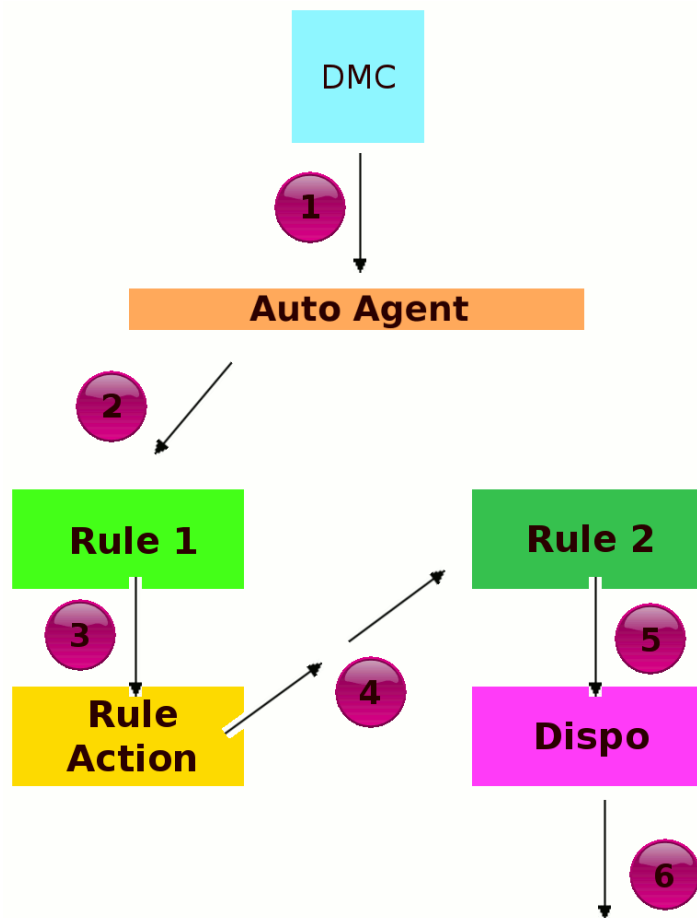 DMC
1
Auto Agent
2
Rule 1
Rule 2
3
5
4
Rule
Action
Dispo
6